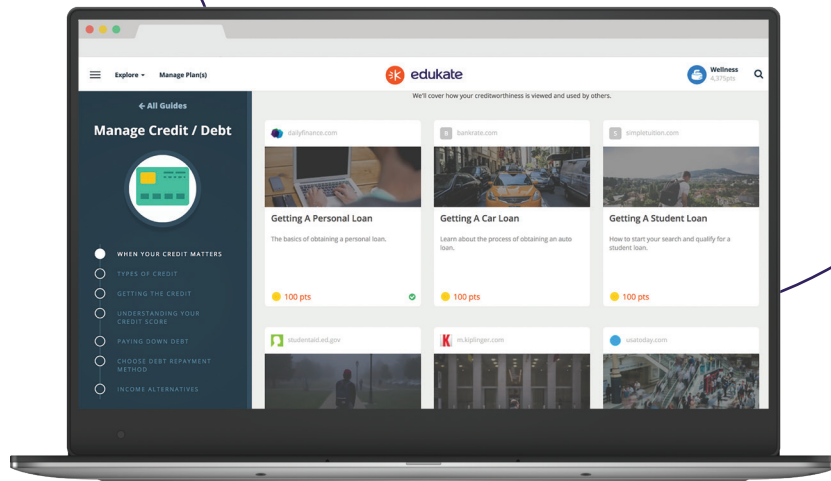 Explore
Manage Plan(s)
edukate
Wellness
4,375pts
← All Guides
Manage Credit / Debt
WHEN YOUR CREDIT MATTERS
TYPES OF CREDIT
GETTING THE CREDIT
UNDERSTANDING YOUR
CREDIT SCORE
PAYING DOWN DEBT
CHOOSE DEBT REPAYMENT
METHOD
INCOME ALTERNATIVES
We'll cover how your creditworthiness is viewed and used by others.
dailyfinance.com
Getting A Personal Loan
The basics of obtaining a personal loan.
100 pts
B bankrate.com
Getting A Car Loan
Learn about the process of obtaining an auto
loan.
100 pts
S simpletuition.com
Getting A Student Loan
How to start your search and qualify for a
student loan.
100 pts
studentaid.ed.gov
K m.kiplinger.com
usatoday.com